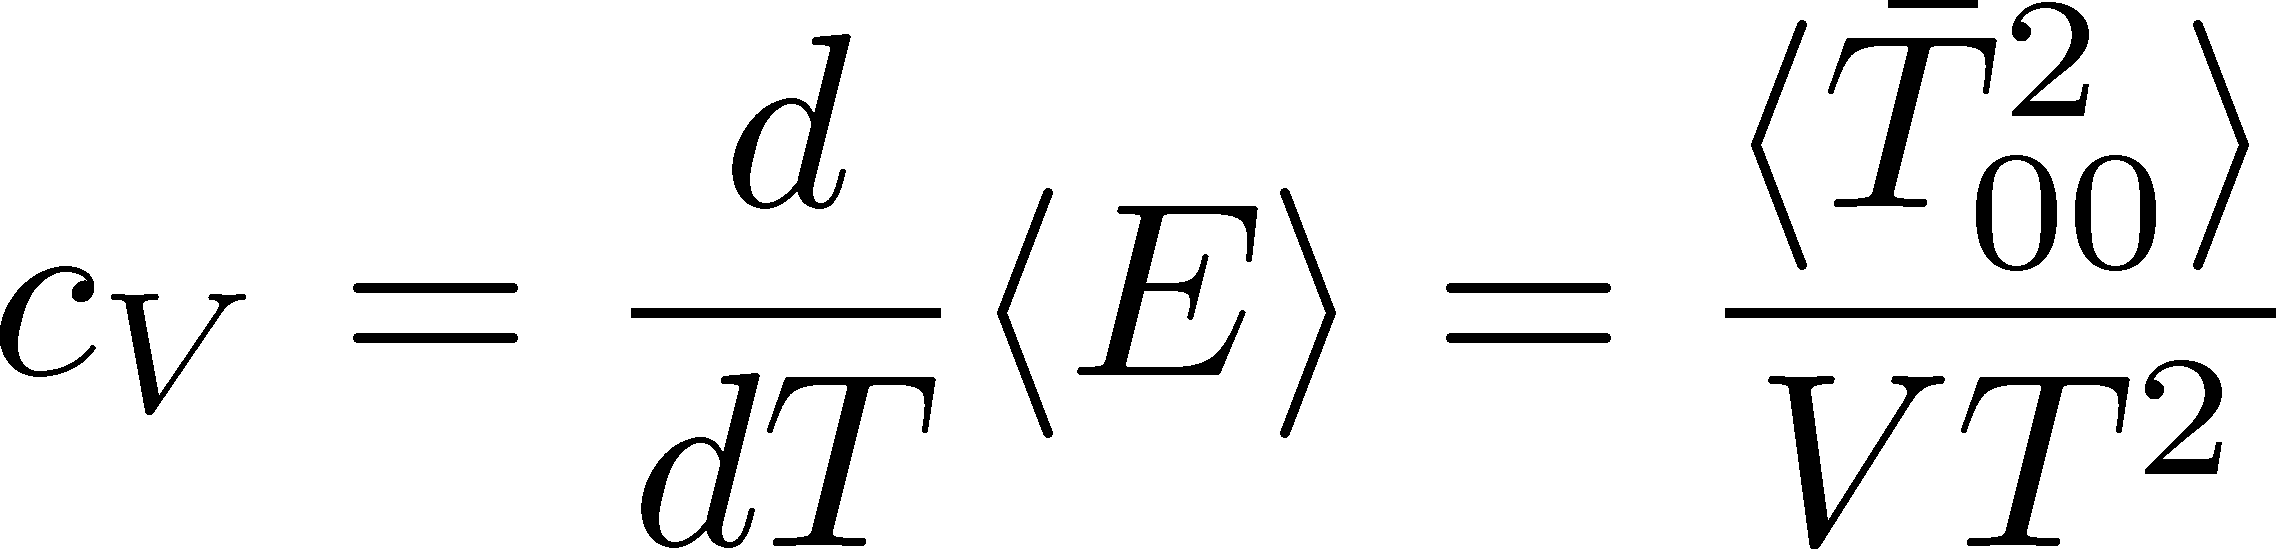 c_V = \frac{d}{dT} \langle E \rangle = \frac{\langle \bar{T}_{00}^2 \rangle}{V T^2}